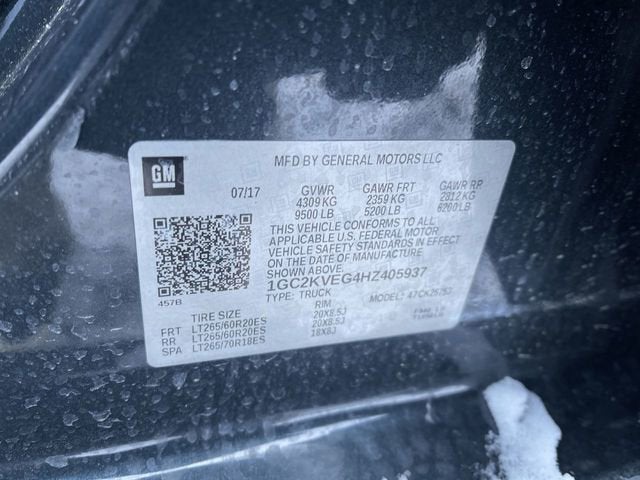 MFD BY GENERAL MOTORS LLC
GM
07/17 GVWR GAWR FRT GAWR RR
4309 KG 2359 KG 2812 KG
9500 LB 5200 LB 6200 LB
THIS VEHICLE CONFORMS TO ALL
APPLICABLE U.S. FEDERAL MOTOR
VEHICLE SAFETY STANDARDS IN EFFECT
ON THE DATE OF MANUFACTURE
457B
1GC2KVEG4HZ405937
TYPE: TRUCK MODEL:
TIRE SIZE RIM
FRT LT265/60R20ES 20X8.5J
RR LT265/60R20ES 20X8.5J
SPA LT265/70R18ES 18X8J